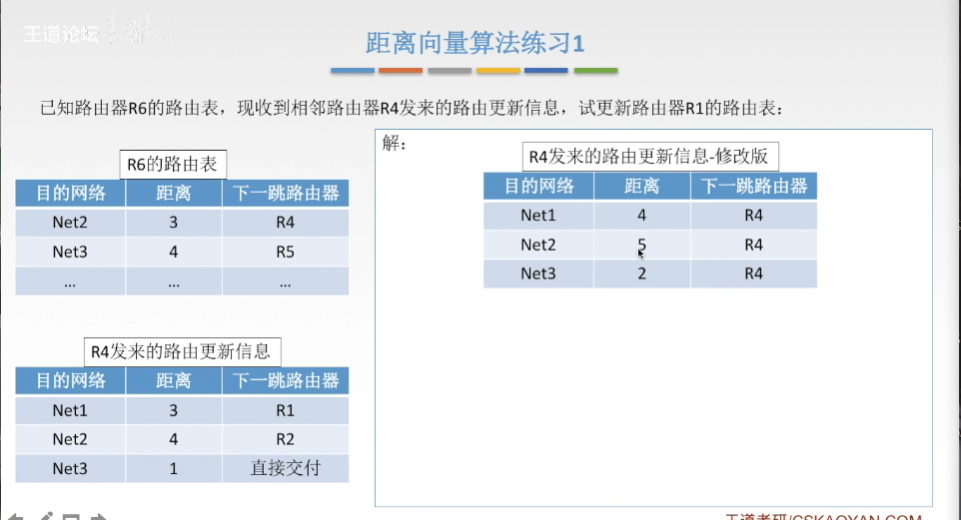 王道论坛
距离向量算法练习1
已知路由器R6的路由表，现收到相邻路由器R4发来的路由更新信息，试更新路由器R1的路由表：
R6的路由表
目的网络 距离 下一跳路由器
Net2 3 R4
Net3 4 R5
... ... ...
R4发来的路由更新信息
目的网络 距离 下一跳路由器
Net1 3 R1
Net2 4 R2
Net3 1 直接交付
解：
R4发来的路由更新信息-修改版
目的网络 距离 下一跳路由器
Net1 4 R4
Net2 5 R4
Net3 2 R4
王道考研/CSKAOYAN.COM